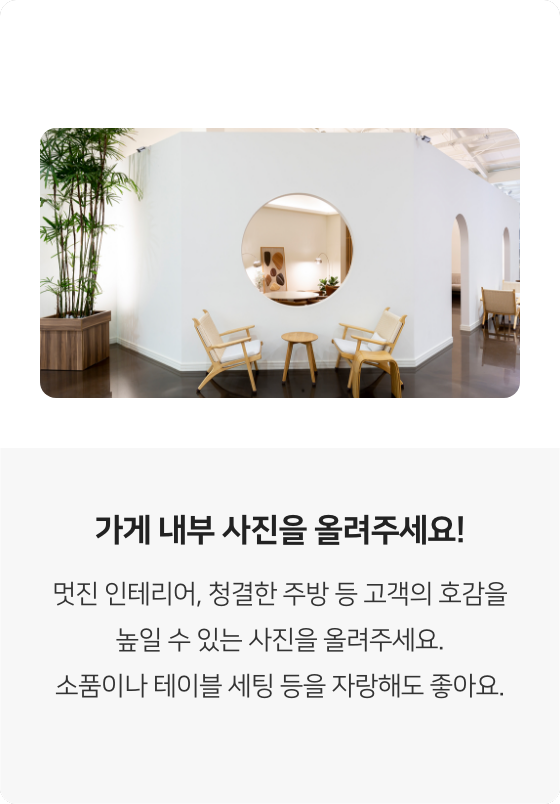 가게 내부 사진을 올려주세요!
멋진 인테리어, 청결한 주방 등 고객의 호감을
높일 수 있는 사진을 올려주세요.
소품이나 테이블 세팅 등을 자랑해도 좋아요.